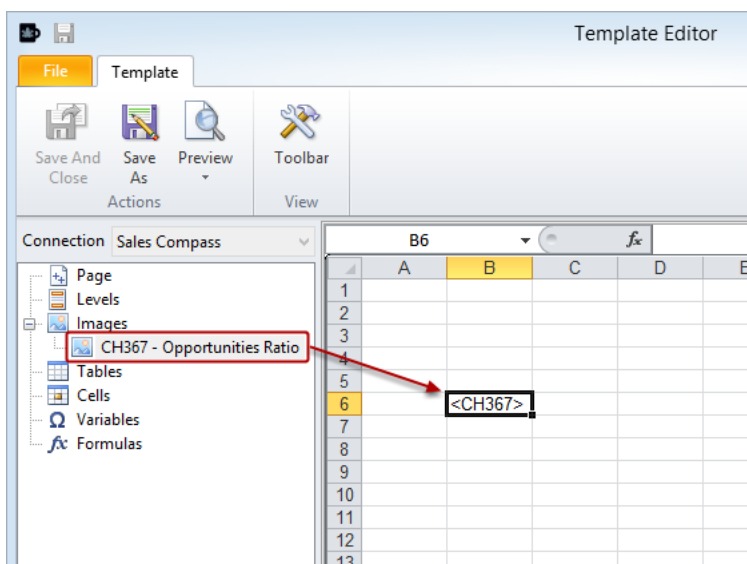 Template Editor
File Template
Save And Close
Save As
Preview
Toolbar
Actions View
Connection Sales Compass
B6 fx
A B C D E
Page
Levels
Images
CH367 - Opportunities Ratio
Tables
Cells
Ω Variables
fx Formulas
1
2
3
4
5
6 <CH367>
7
8
9
10
11
12
13